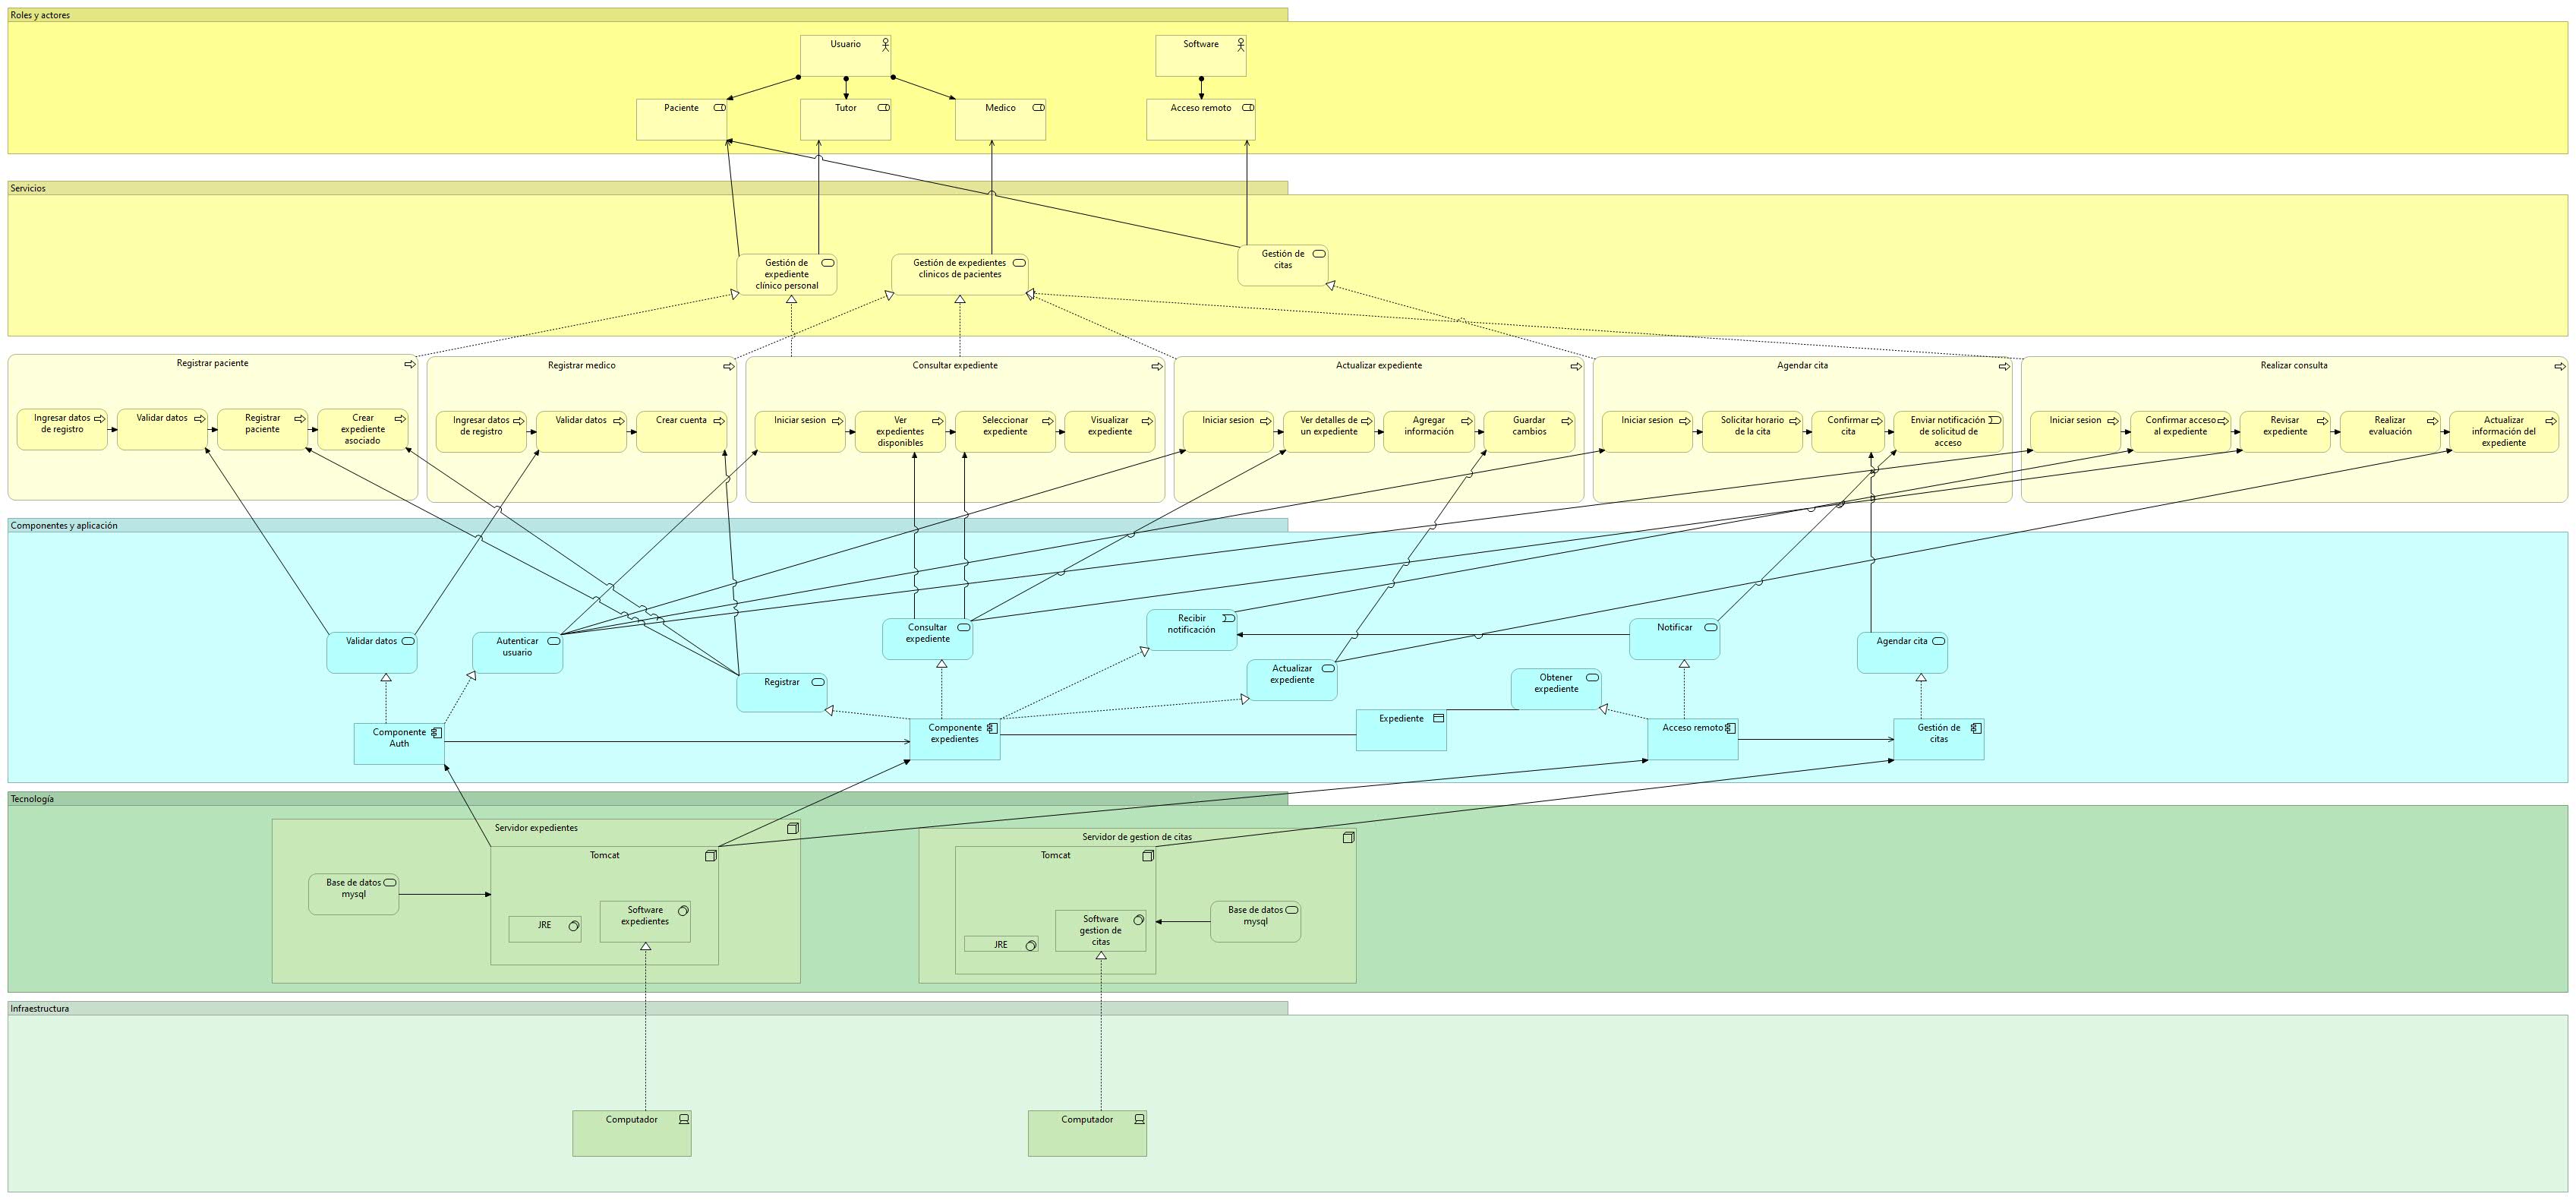 Roles y actores
Usuario
Software
Paciente
Tutor
Medico
Acceso remoto
Servicios
Gestión de
expediente
clínico personal
Gestión de expedientes
clinicos de pacientes
Gestión de
citas
Registrar paciente
Ingresar datos
de registro
Validar datos
Registrar
paciente
Crear
expediente
asociado
Registrar medico
Ingresar datos
de registro
Validar datos
Crear cuenta
Consultar expediente
Iniciar sesion
Ver
expedientes
disponibles
Seleccionar
expediente
Visualizar
expediente
Actualizar expediente
Iniciar sesion
Ver detalles de
un expediente
Agregar
información
Guardar
cambios
Agendar cita
Iniciar sesion
Solicitar horario
de la cita
Confirmar
cita
Enviar notificación
de solicitud de
acceso
Realizar consulta
Iniciar sesion
Confirmar acceso
al expediente
Revisar
expediente
Realizar
evaluación
Actualizar
información del
expediente
Componentes y aplicación
Validar datos
Autenticar
usuario
Registrar
Consultar
expediente
Recibir
notificación
Actualizar
expediente
Obtener
expediente
Notificar
Agendar cita
Componente
Auth
Componente
expedientes
Expediente
Acceso remoto
Gestión de
citas
Tecnología
Servidor expedientes
Tomcat
Base de datos
mysql
JRE
Software
expedientes
Servidor de gestion de citas
Tomcat
JRE
Software
gestion de
citas
Base de datos
mysql
Infraestructura
Computador
Computador